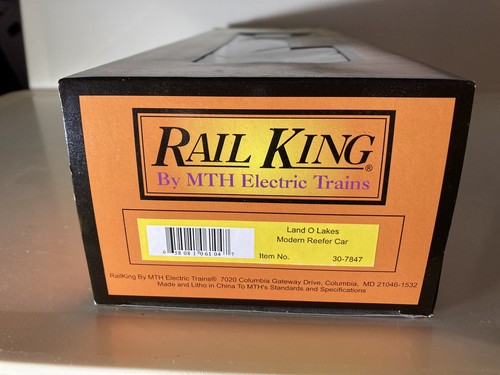 RAIL KING®
By MTH Electric Trains
Land O Lakes
Modern Reefer Car
Item No. 30-7847
RailKing By MTH Electric Trains® 7020 Columbia Gateway Drive, Columbia, MD 21046-1532
Made and Litho in China To MTH's Standards and Specifications